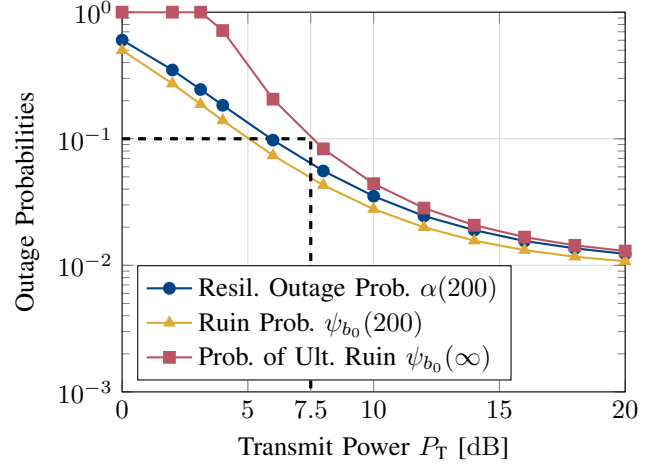 Outage Probabilities
10^0
10^{-1}
10^{-2}
10^{-3}
Resil. Outage Prob. α(200)
Ruin Prob. ψ_{b_0}(200)
Prob. of Ult. Ruin ψ_{b_0}(∞)
0 5 7.5 10 15 20
Transmit Power P_T [dB]